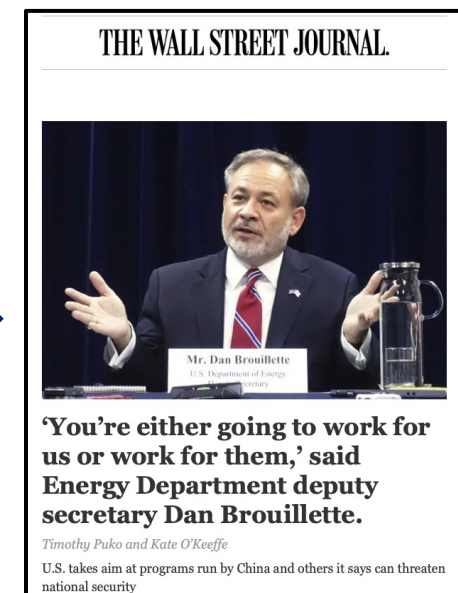 THE WALL STREET JOURNAL.
Mr. Dan Brouillette
U.S. Department of Energy
Deputy Secretary
‘You’re either going to work for
us or work for them,’ said
Energy Department deputy
secretary Dan Brouillette.
Timothy Puko and Kate O’Keeffe
U.S. takes aim at programs run by China and others it says can threaten
national security